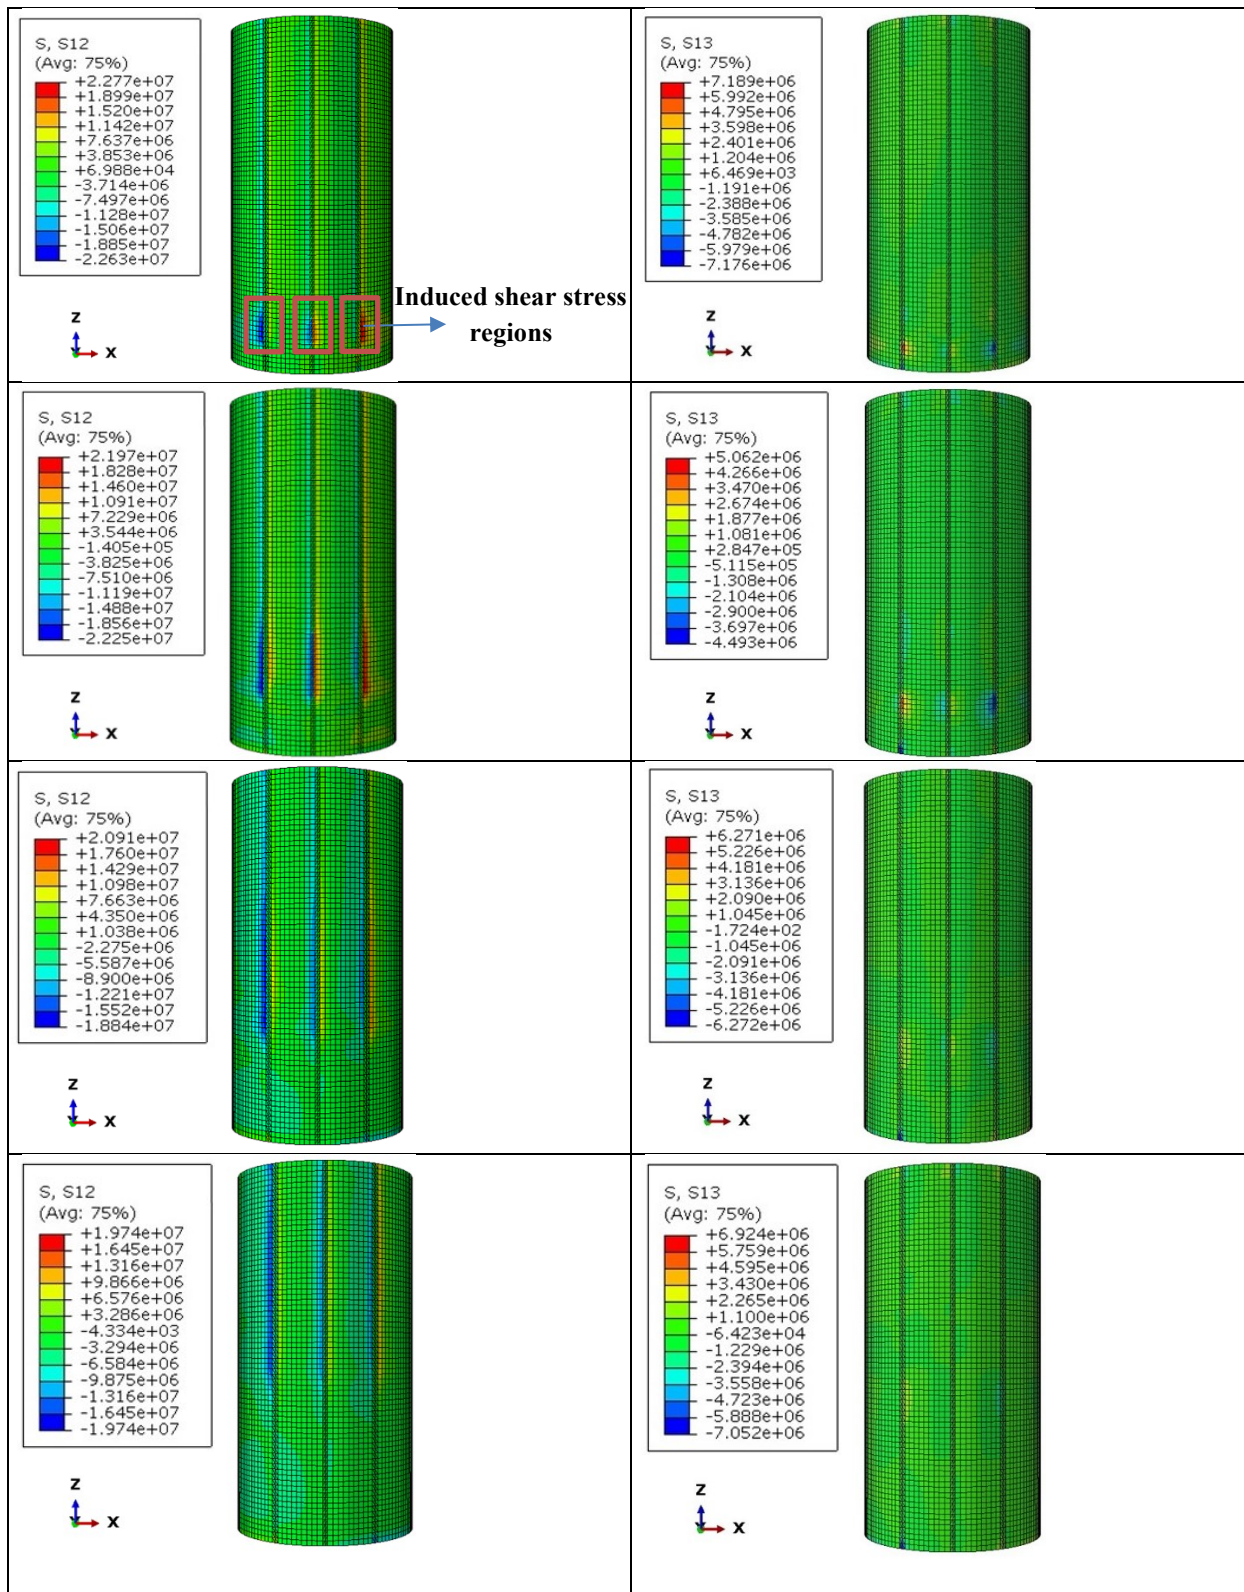 S, S12
(Avg: 75%)
+2.277e+07
+1.899e+07
+1.520e+07
+1.142e+07
+7.637e+06
+3.853e+06
+6.988e+04
-3.714e+06
-7.497e+06
-1.128e+07
-1.506e+07
-1.885e+07
-2.263e+07
Z
Y
X
Induced shear stress
regions
S, S13
(Avg: 75%)
+7.189e+06
+5.992e+06
+4.795e+06
+3.598e+06
+2.401e+06
+1.204e+06
+6.469e+03
-1.191e+06
-2.388e+06
-3.585e+06
-4.782e+06
-5.979e+06
-7.176e+06
Z
Y
X
S, S12
(Avg: 75%)
+2.197e+07
+1.828e+07
+1.460e+07
+1.091e+07
+7.229e+06
+3.544e+06
-1.405e+05
-3.825e+06
-7.510e+06
-1.119e+07
-1.488e+07
-1.856e+07
-2.225e+07
Z
Y
X
S, S13
(Avg: 75%)
+5.062e+06
+4.266e+06
+3.470e+06
+2.674e+06
+1.877e+06
+1.081e+06
+2.847e+05
-5.115e+05
-1.308e+06
-2.104e+06
-2.900e+06
-3.697e+06
-4.493e+06
Z
Y
X
S, S12
(Avg: 75%)
+2.091e+07
+1.760e+07
+1.429e+07
+1.098e+07
+7.663e+06
+4.350e+06
+1.038e+06
-2.275e+06
-5.587e+06
-8.900e+06
-1.221e+07
-1.552e+07
-1.884e+07
Z
Y
X
S, S13
(Avg: 75%)
+6.271e+06
+5.226e+06
+4.181e+06
+3.136e+06
+2.090e+06
+1.045e+06
-1.724e+02
-1.045e+06
-2.091e+06
-3.136e+06
-4.181e+06
-5.226e+06
-6.272e+06
Z
Y
X
S, S12
(Avg: 75%)
+1.974e+07
+1.645e+07
+1.316e+07
+9.866e+06
+6.576e+06
+3.286e+06
-4.334e+03
-3.294e+06
-6.584e+06
-9.875e+06
-1.316e+07
-1.645e+07
-1.974e+07
Z
Y
X
S, S13
(Avg: 75%)
+6.924e+06
+5.759e+06
+4.595e+06
+3.430e+06
+2.265e+06
+1.100e+06
-6.423e+04
-1.229e+06
-2.394e+06
-3.558e+06
-4.723e+06
-5.888e+06
-7.052e+06
Z
Y
X